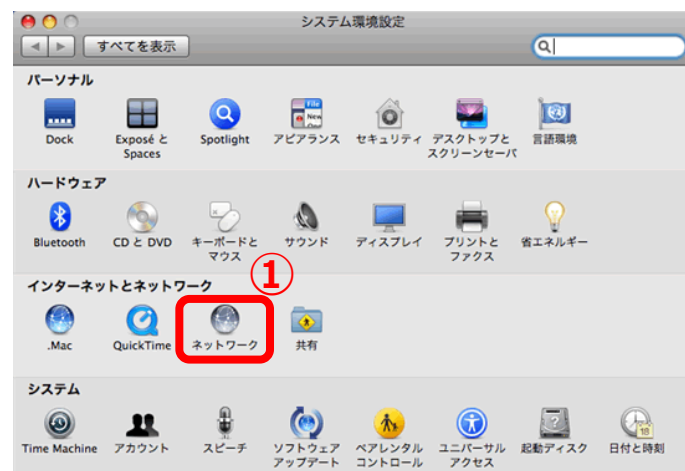 システム環境設定
すべてを表示
パーソナル
Dock
Exposé と
Spaces
Spotlight
アピアランス
セキュリティ
デスクトップと
スクリーンセーバ
言語環境
ハードウェア
Bluetooth
CD と DVD
キーボードと
マウス
サウンド
ディスプレイ
プリントと
ファクス
省エネルギー
インターネットとネットワーク
①
.Mac
QuickTime
ネットワーク
共有
システム
Time Machine
アカウント
スピーチ
ソフトウェア
アップデート
ペアレンタル
コントロール
ユニバーサル
アクセス
起動ディスク
日付と時刻